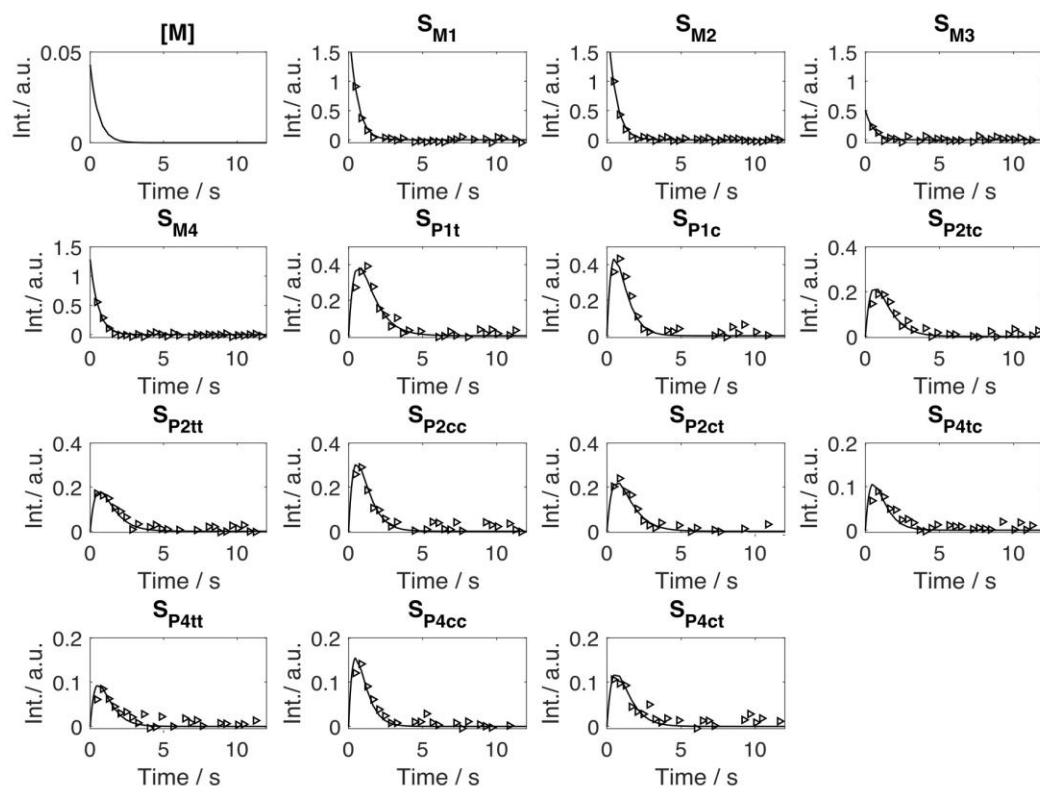 [M] S_M1 S_M2 S_M3
0.05 1.5 1.5 1.5
Int./ a.u. 1 Int./ a.u. 1 Int./ a.u. 1
0.5 0.5 Int./ a.u. 0.5
0 0 0 0
0 5 10 0 5 10 0 5 10 0 5 10
Time / s Time / s Time / s Time / s
S_M4 S_P1t S_P1c S_P2tc
1.5 0.4 0.4 0.4
Int./ a.u. 1 Int./ a.u. 0.2 Int./ a.u. 0.2 Int./ a.u. 0.2
0.5
0 0 0 0
0 5 10 0 5 10 0 5 10 0 5 10
Time / s Time / s Time / s Time / s
S_P2tt S_P2cc S_P2ct S_P4tc
0.4 0.4 0.4 0.2
Int./ a.u. 0.2 Int./ a.u. 0.2 Int./ a.u. 0.2 Int./ a.u. 0.1
0 0 0 0
0 5 10 0 5 10 0 5 10 0 5 10
Time / s Time / s Time / s Time / s
S_P4tt S_P4cc S_P4ct
0.2 0.2 0.2
Int./ a.u. 0.1 Int./ a.u. 0.1 Int./ a.u. 0.1
0 0 0
0 5 10 0 5 10 0 5 10
Time / s Time / s Time / s